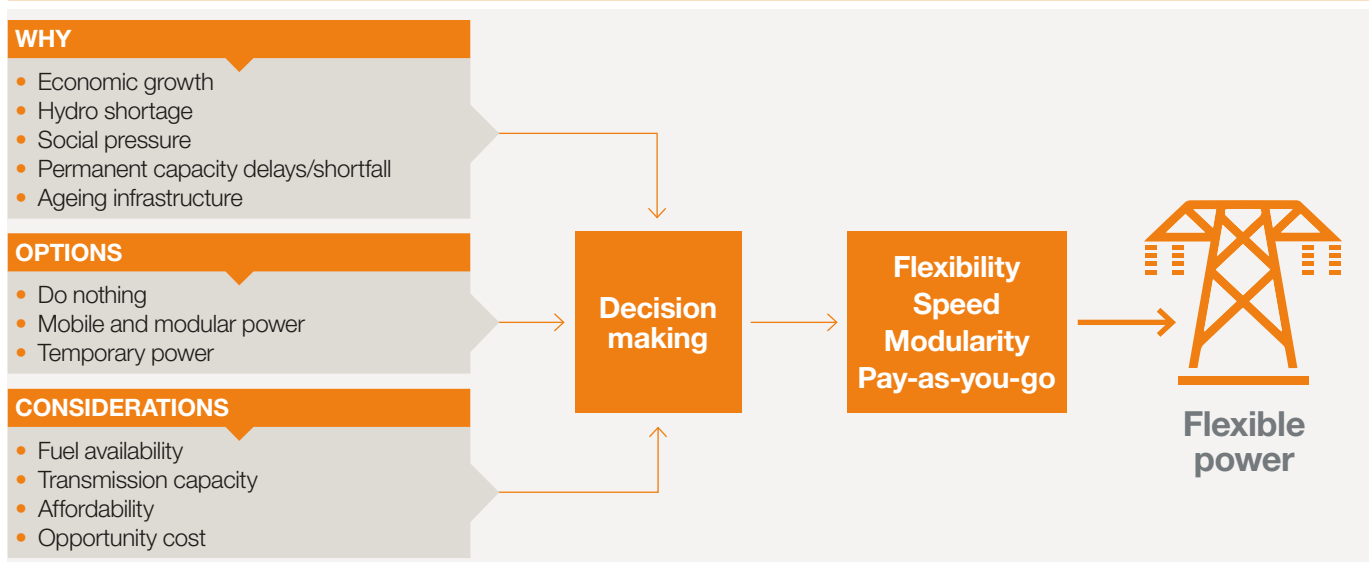 WHY
• Economic growth
• Hydro shortage
• Social pressure
• Permanent capacity delays/shortfall
• Ageing infrastructure
OPTIONS
• Do nothing
• Mobile and modular power
• Temporary power
CONSIDERATIONS
• Fuel availability
• Transmission capacity
• Affordability
• Opportunity cost
Decision
making
Flexibility
Speed
Modularity
Pay-as-you-go
Flexible
power